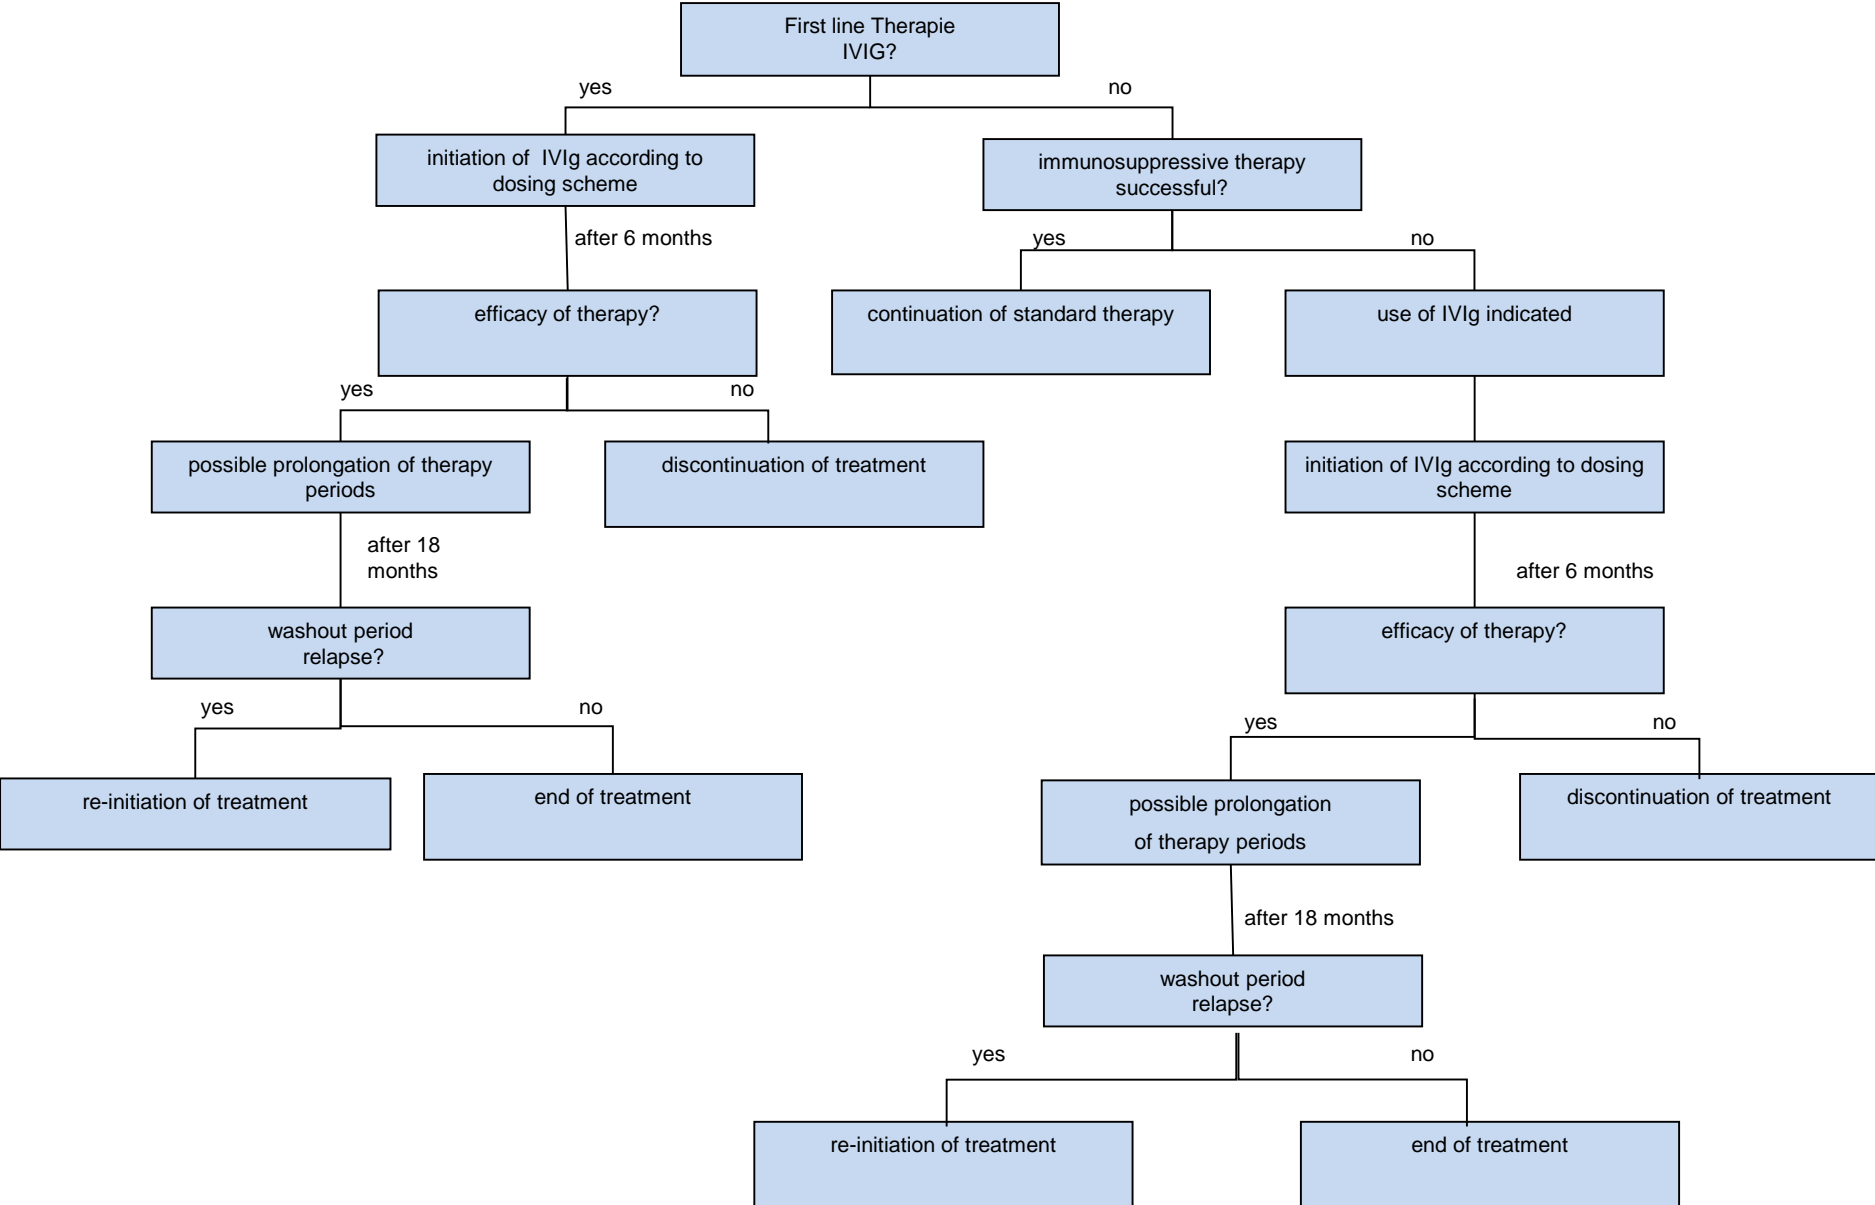 First line Therapie
IVIG?
yes
no
initiation of  IVIg according to
dosing scheme
immunosuppressive therapy
successful?
after 6 months
yes
no
efficacy of therapy?
continuation of standard therapy
use of IVIg indicated
yes
no
possible prolongation of therapy
periods
discontinuation of treatment
initiation of IVIg according to dosing
scheme
after 18
months
after 6 months
washout period
relapse?
efficacy of therapy?
yes
no
yes
no
re-initiation of treatment
end of treatment
possible prolongation
of therapy periods
discontinuation of treatment
after 18 months
washout period
relapse?
yes
no
re-initiation of treatment
end of treatment